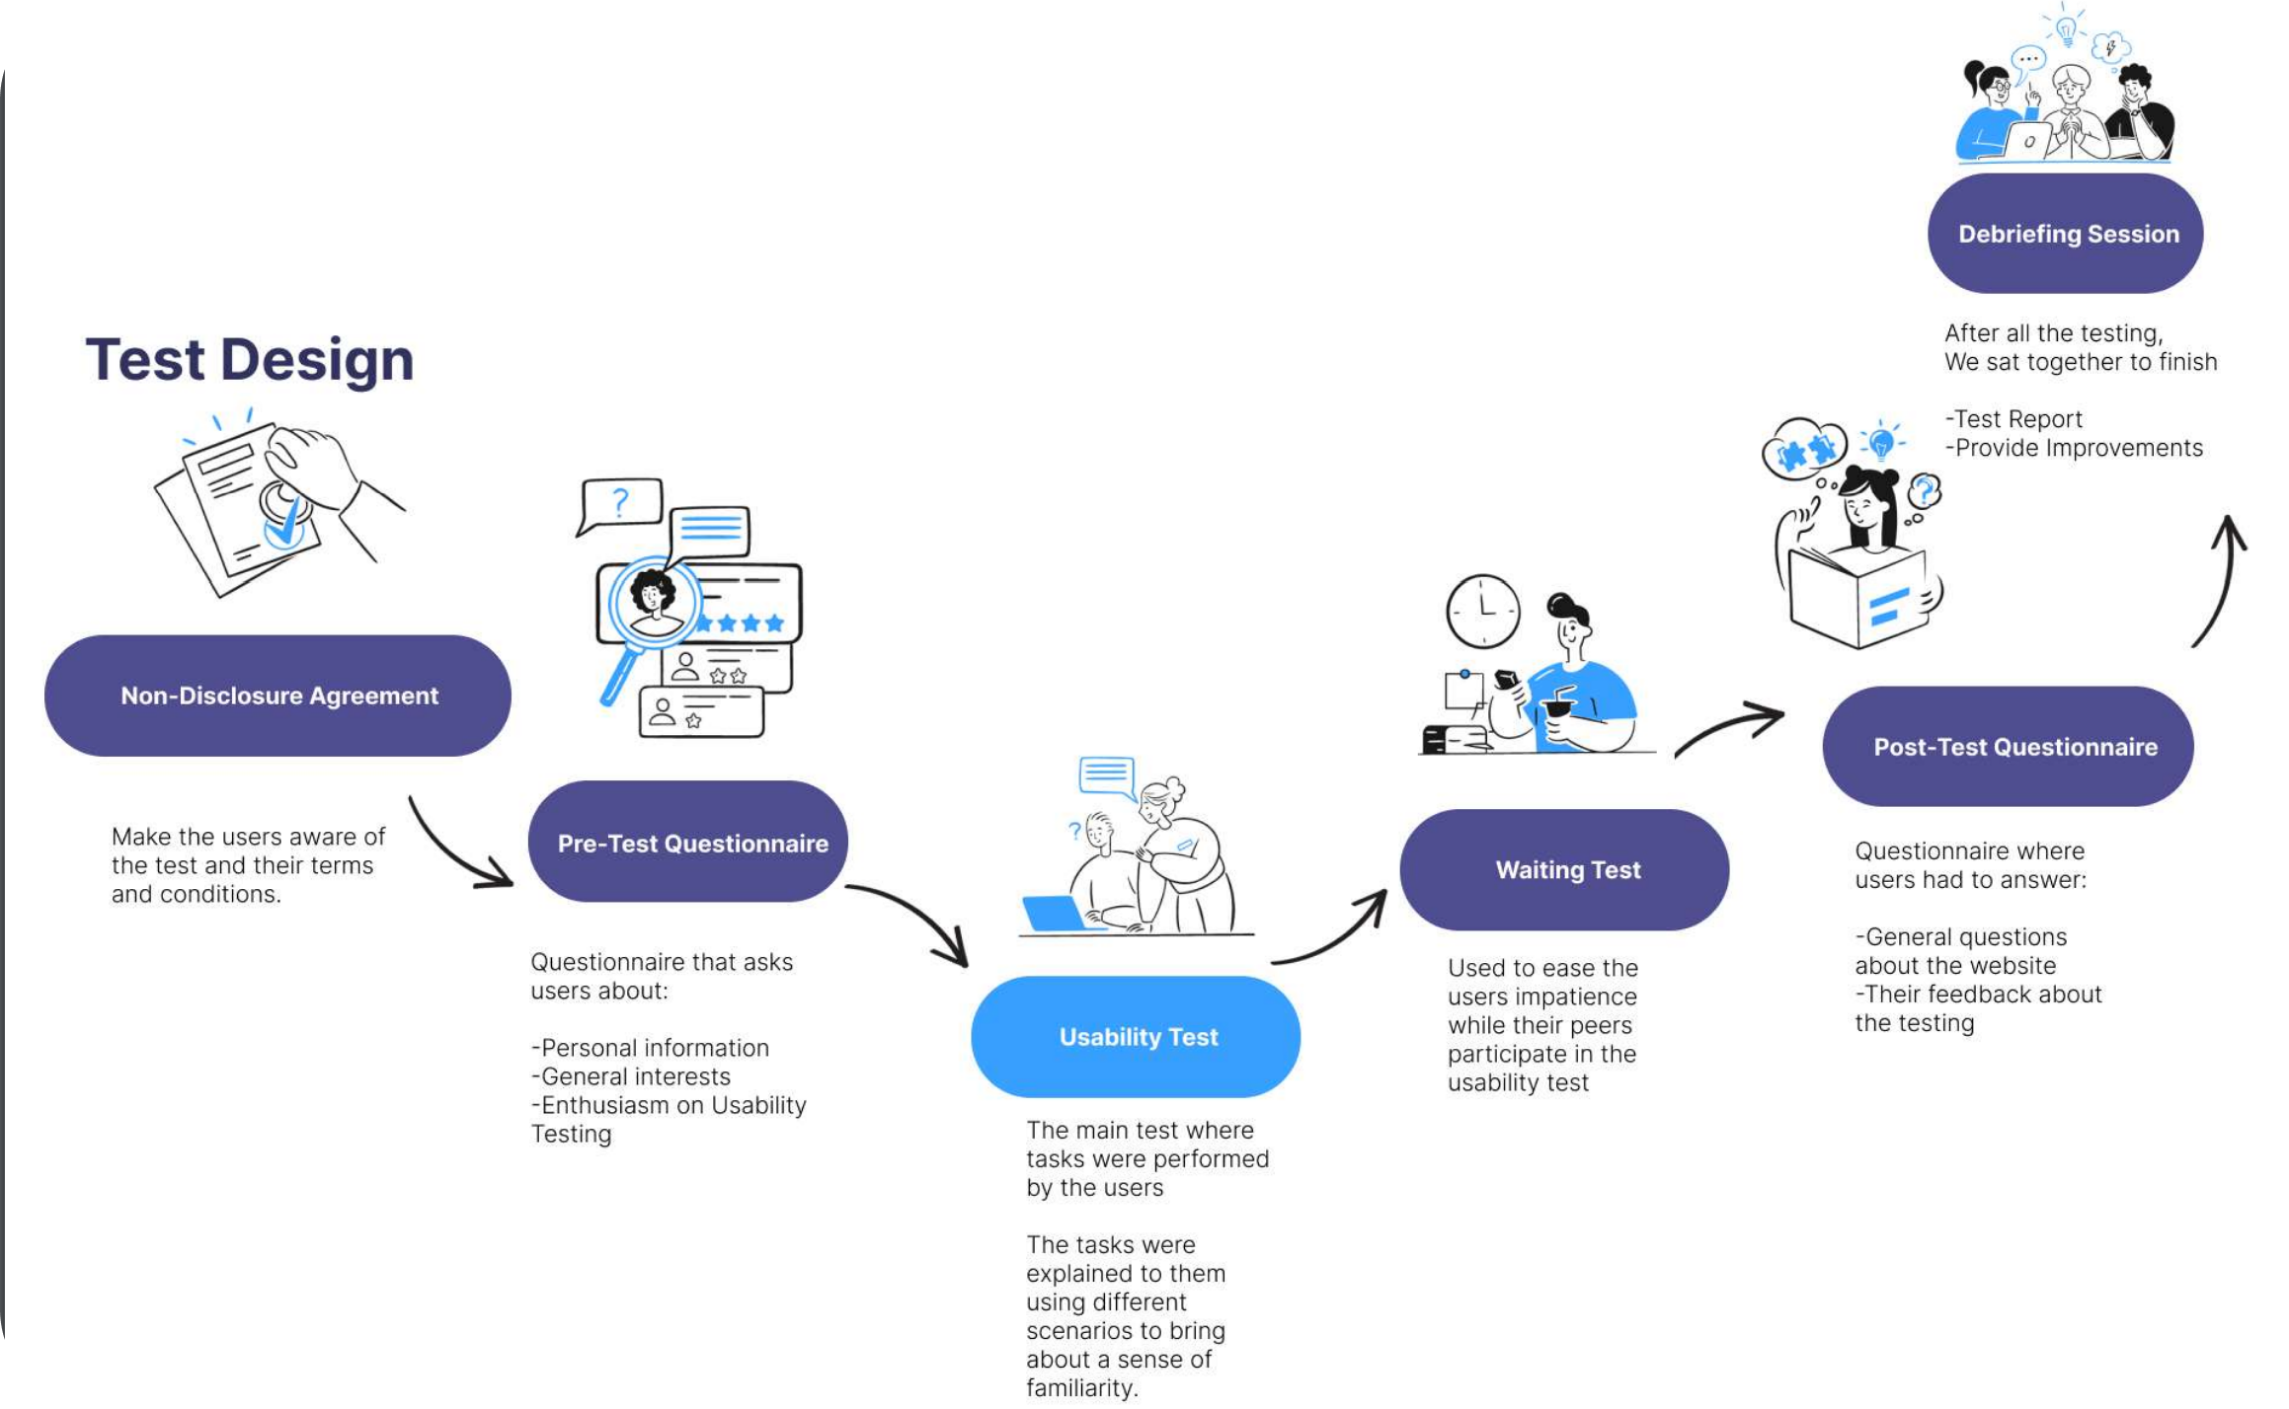 Test Design
Non-Disclosure Agreement
Make the users aware of
the test and their terms
and conditions.
?
Pre-Test Questionnaire
Questionnaire that asks
users about:
-Personal information
-General interests
-Enthusiasm on Usability
Testing
?
Usability Test
The main test where
tasks were performed
by the users
The tasks were
explained to them
using different
scenarios to bring
about a sense of
familiarity.
Waiting Test
Used to ease the
users impatience
while their peers
participate in the
usability test
?
Post-Test Questionnaire
Questionnaire where
users had to answer:
-General questions
about the website
-Their feedback about
the testing
Debriefing Session
After all the testing,
We sat together to finish
-Test Report
-Provide Improvements